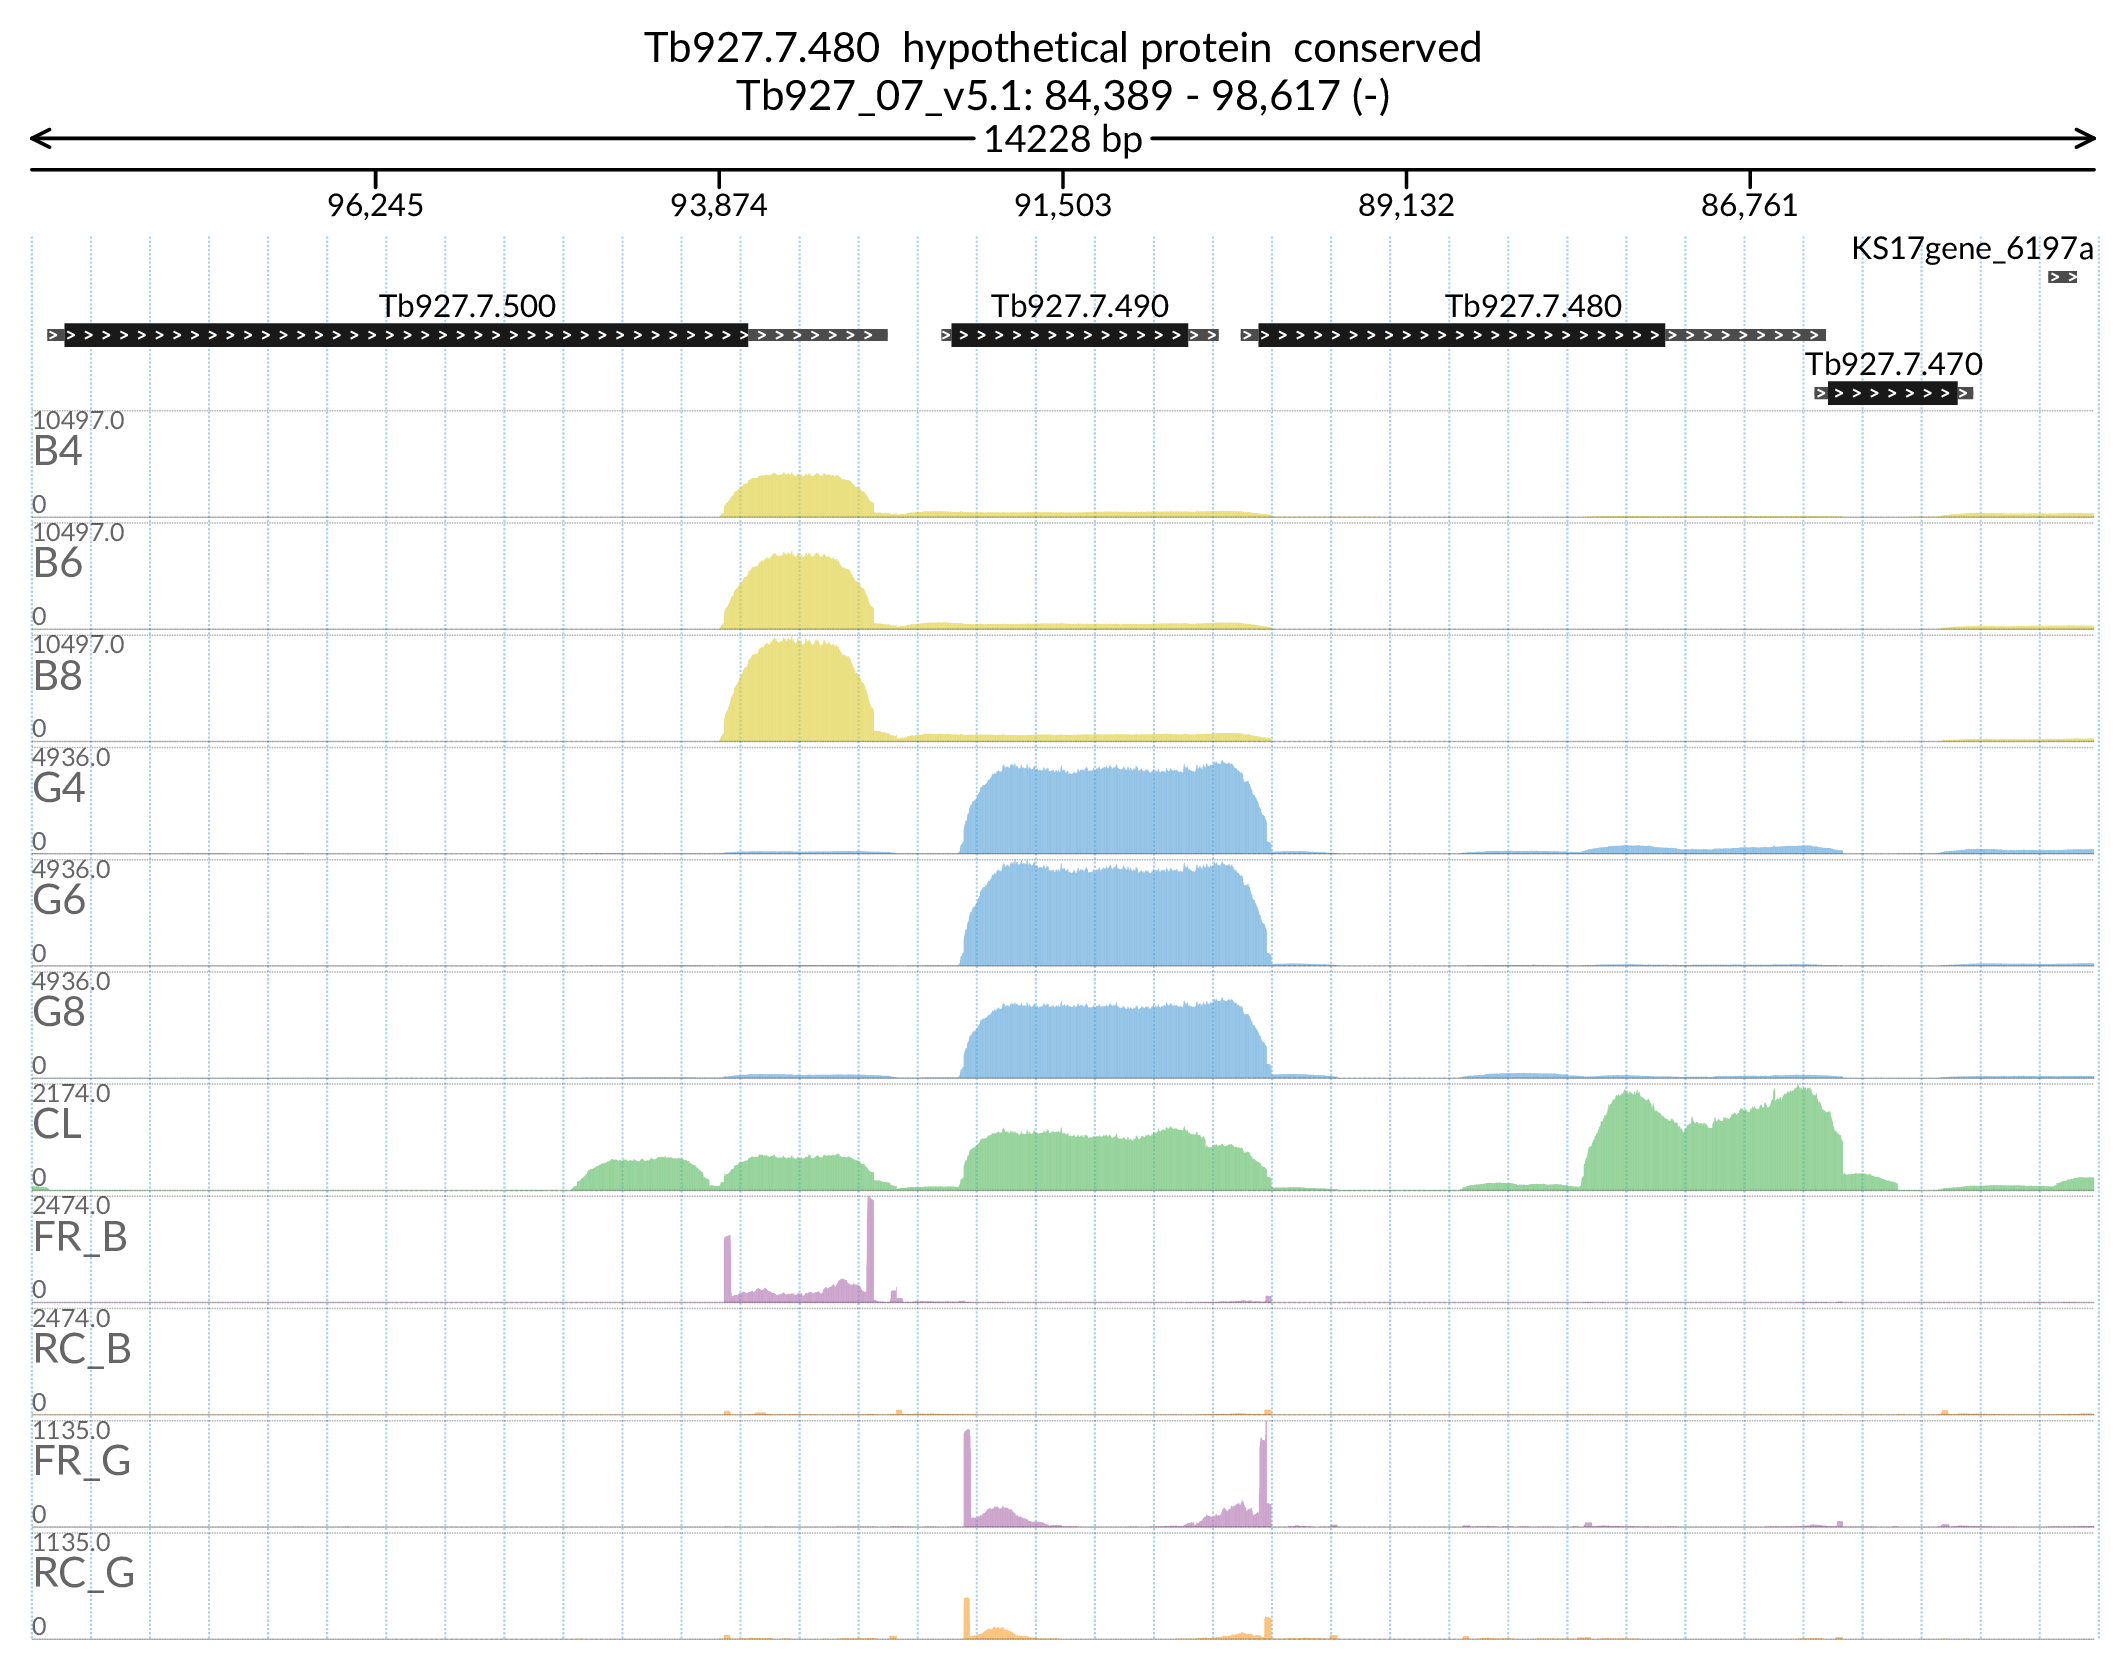 Tb927.7.480  hypothetical protein  conserved
Tb927_07_v5.1: 84,389 - 98,617 (-)
14228 bp
96,245 93,874 91,503 89,132 86,761
KS17gene_6197a
Tb927.7.500 Tb927.7.490 Tb927.7.480
Tb927.7.470
10497.0
B4
0
10497.0
B6
0
10497.0
B8
0
4936.0
G4
0
4936.0
G6
0
4936.0
G8
0
2174.0
CL
0
2474.0
FR_B
0
2474.0
RC_B
0
1135.0
FR_G
0
1135.0
RC_G
0